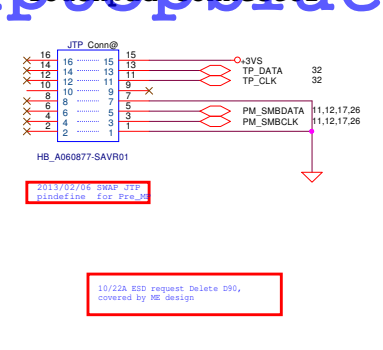 JTP Conn@
16 16 15 15 +3VS
14 14 13 13 TP_DATA 32
12 12 11 11 TP_CLK 32
10 10 9 9
8 8 7 7
6 6 5 5 PM_SMBDATA 11,12,17,26
4 4 3 3 PM_SMBCLK 11,12,17,26
2 2 1 1
HB_A060877-SAVR01
2013/02/06 SWAP JTP
pindefine for Pre_MP
10/22A ESD request Delete D90,
covered by ME design